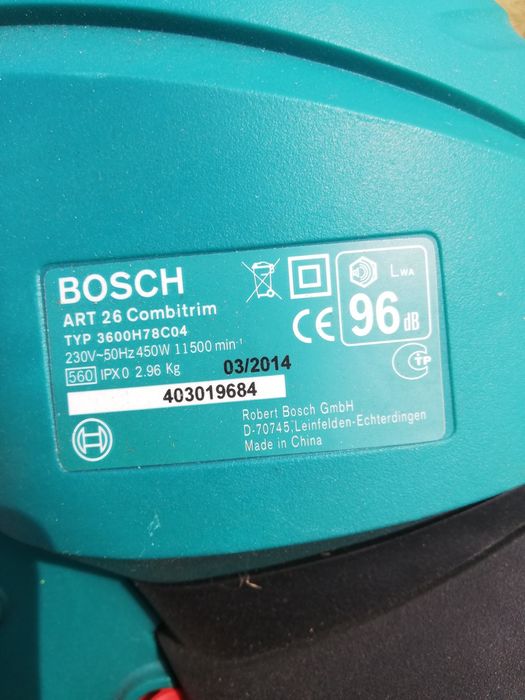 BOSCH
ART 26 Combitrim
TYP 3600H78C04
230V~50Hz 450W 11500 min-¹
560 IPX0 2.96 Kg
03/2014
403019684
LWA
96 dB
CE
CTP
Robert Bosch GmbH
D-70745, Leinfelden-Echterdingen
Made in China